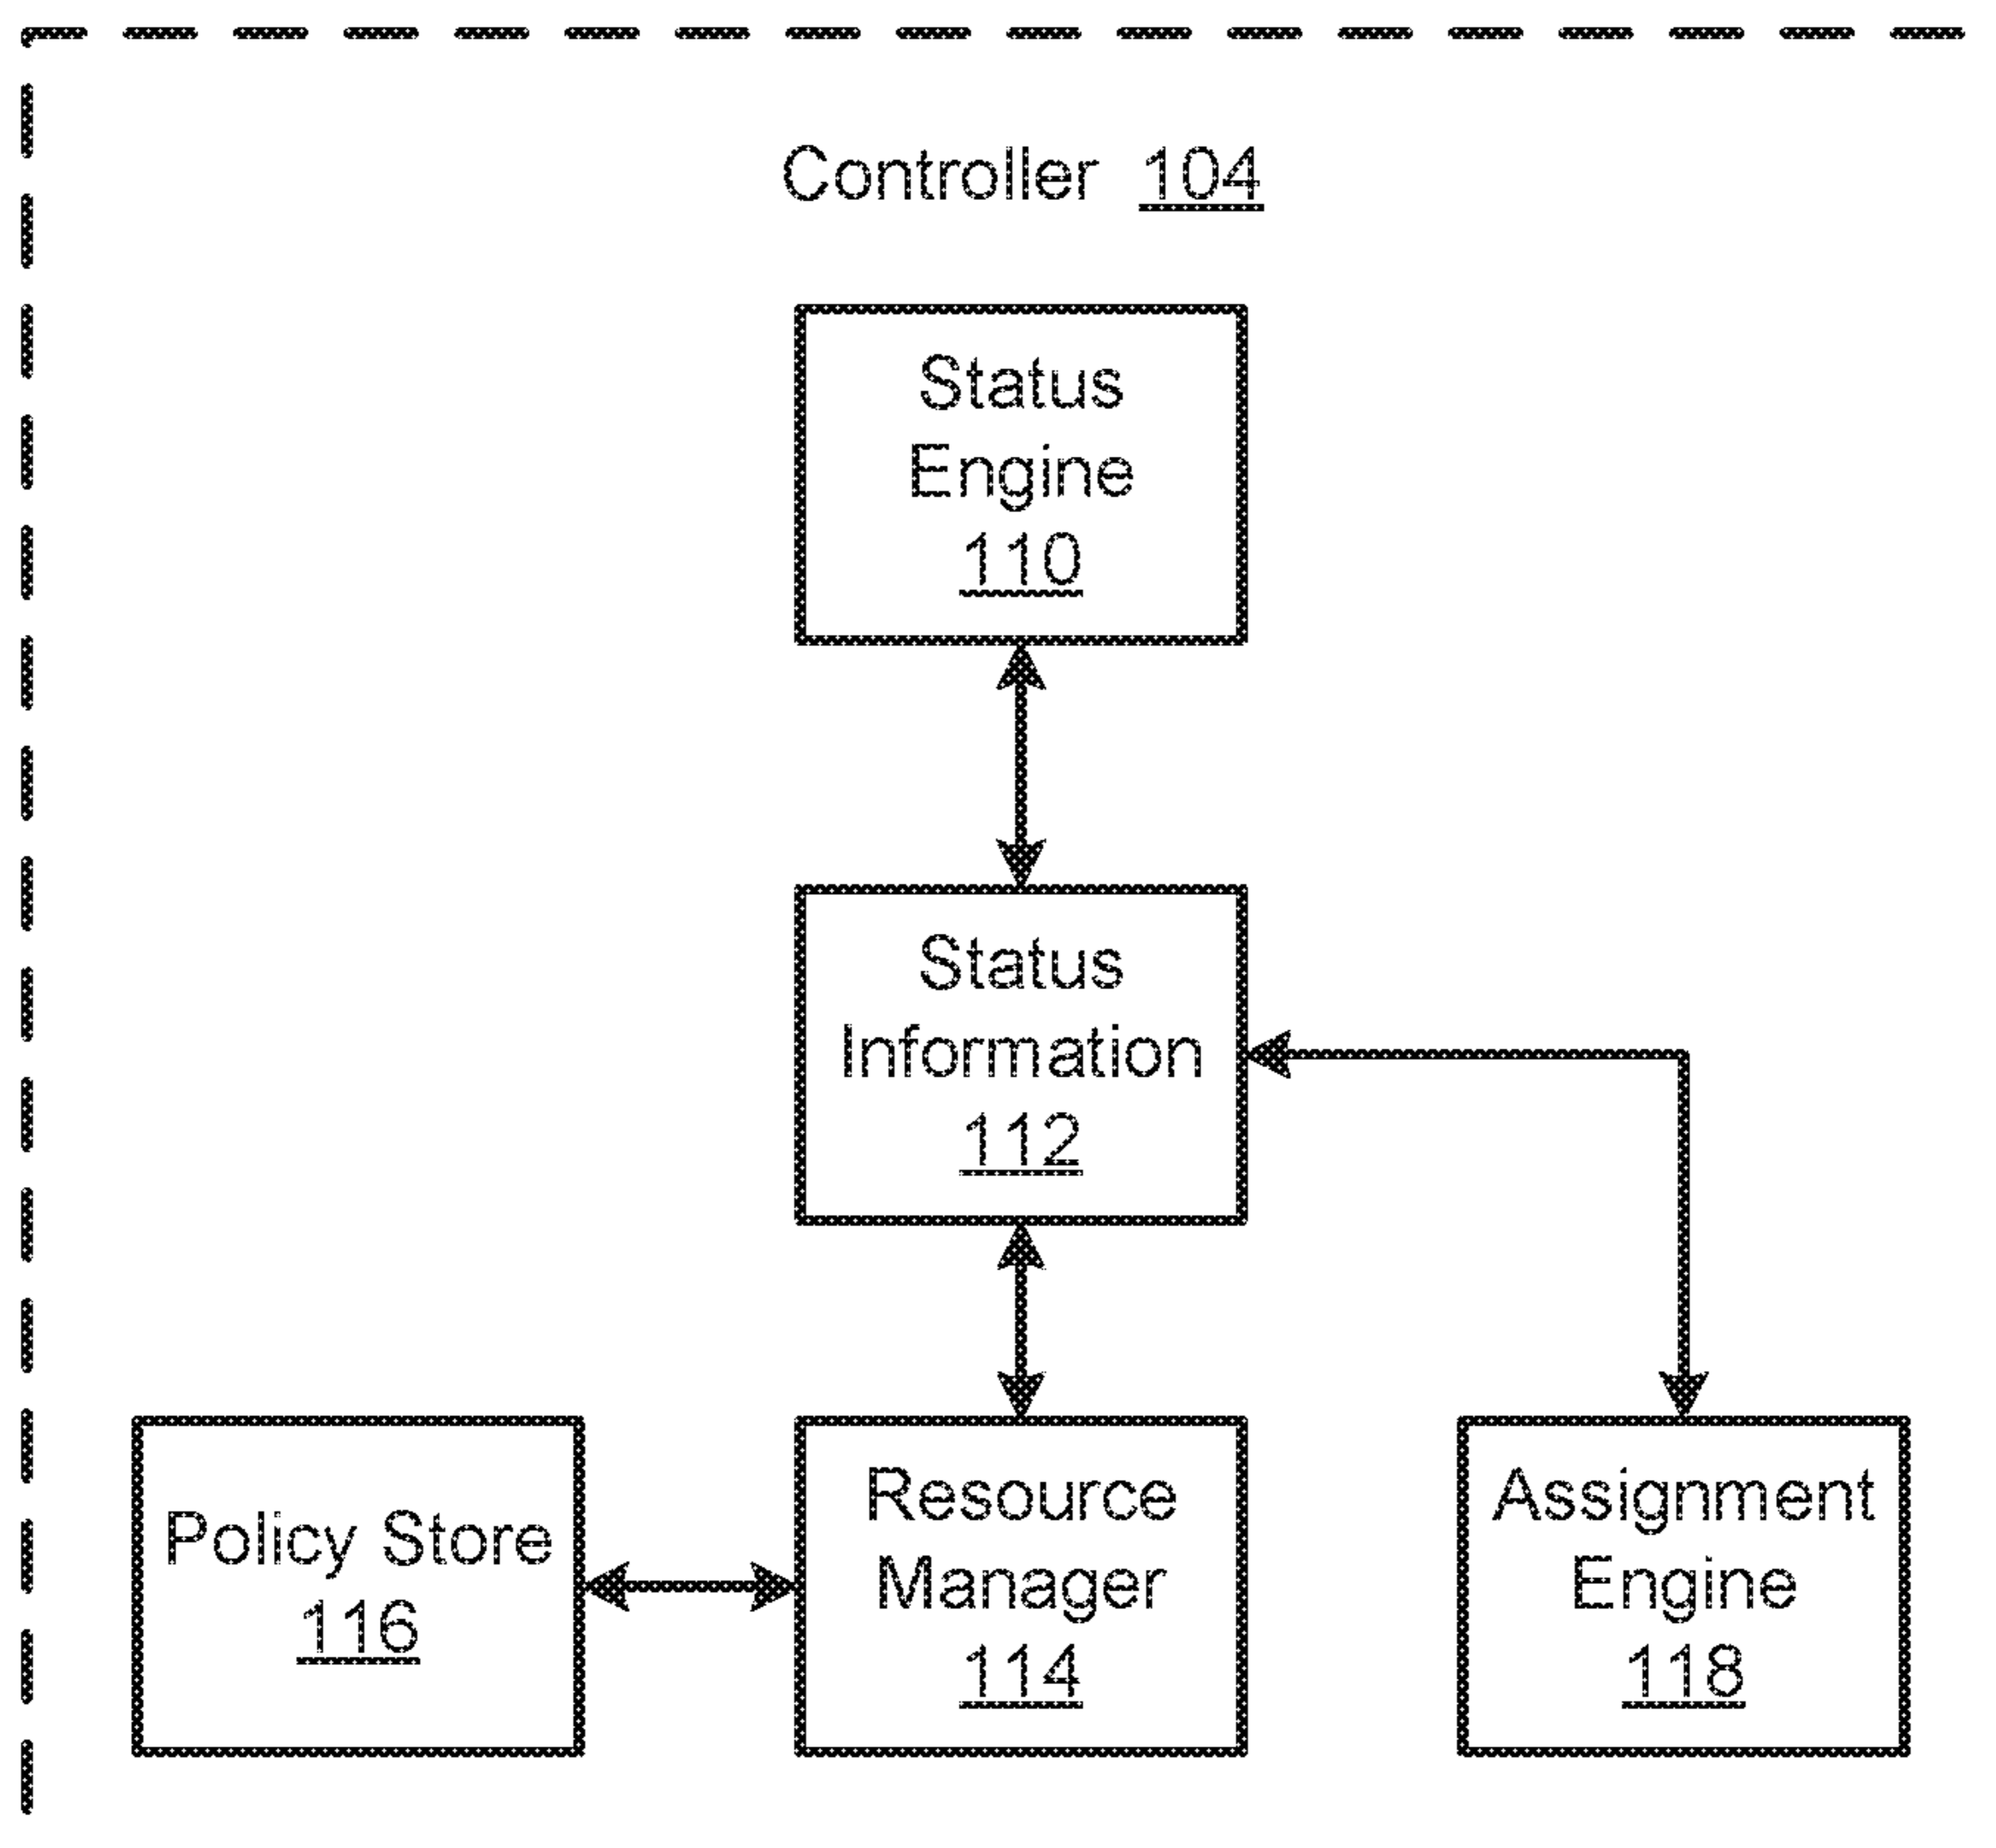 Controller 104
Status
Engine
110
Status
Information
112
Policy Store
116
Resource
Manager
114
Assignment
Engine
118